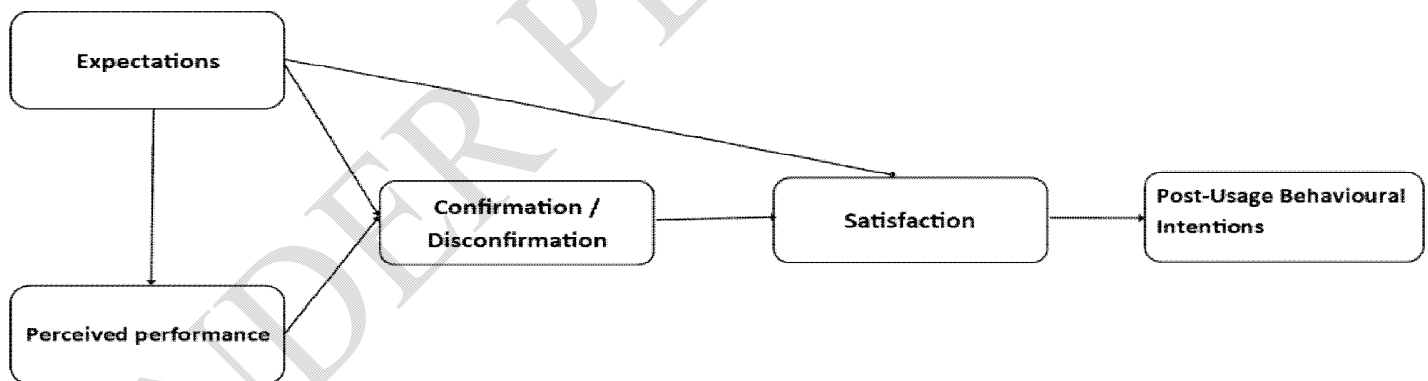 Expectations
Confirmation /
Disconfirmation
Satisfaction
Post-Usage Behavioural
Intentions
Perceived performance